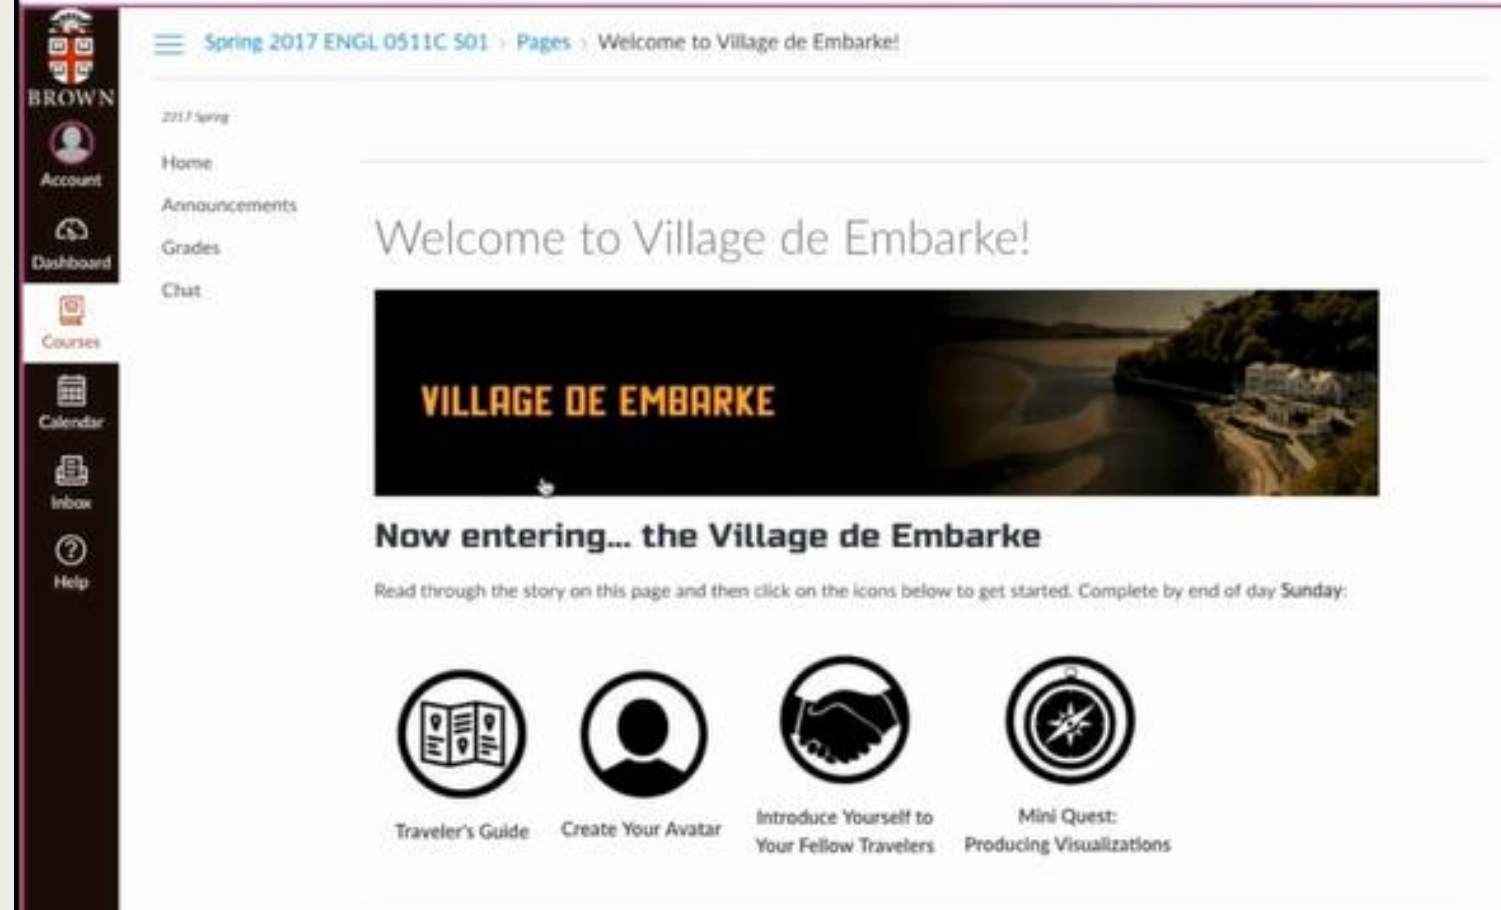 BROWN
Account
Dashboard
Courses
Calendar
Inbox
Help
Spring 2017 ENGL 0511C S01 › Pages › Welcome to Village de Embarke!
2017 Spring
Home
Announcements
Grades
Chat
Welcome to Village de Embarke!
VILLAGE DE EMBARKE
Now entering... the Village de Embarke
Read through the story on this page and then click on the icons below to get started. Complete by end of day Sunday:
Traveler's Guide
Create Your Avatar
Introduce Yourself to
Your Fellow Travelers
Mini Quest:
Producing Visualizations